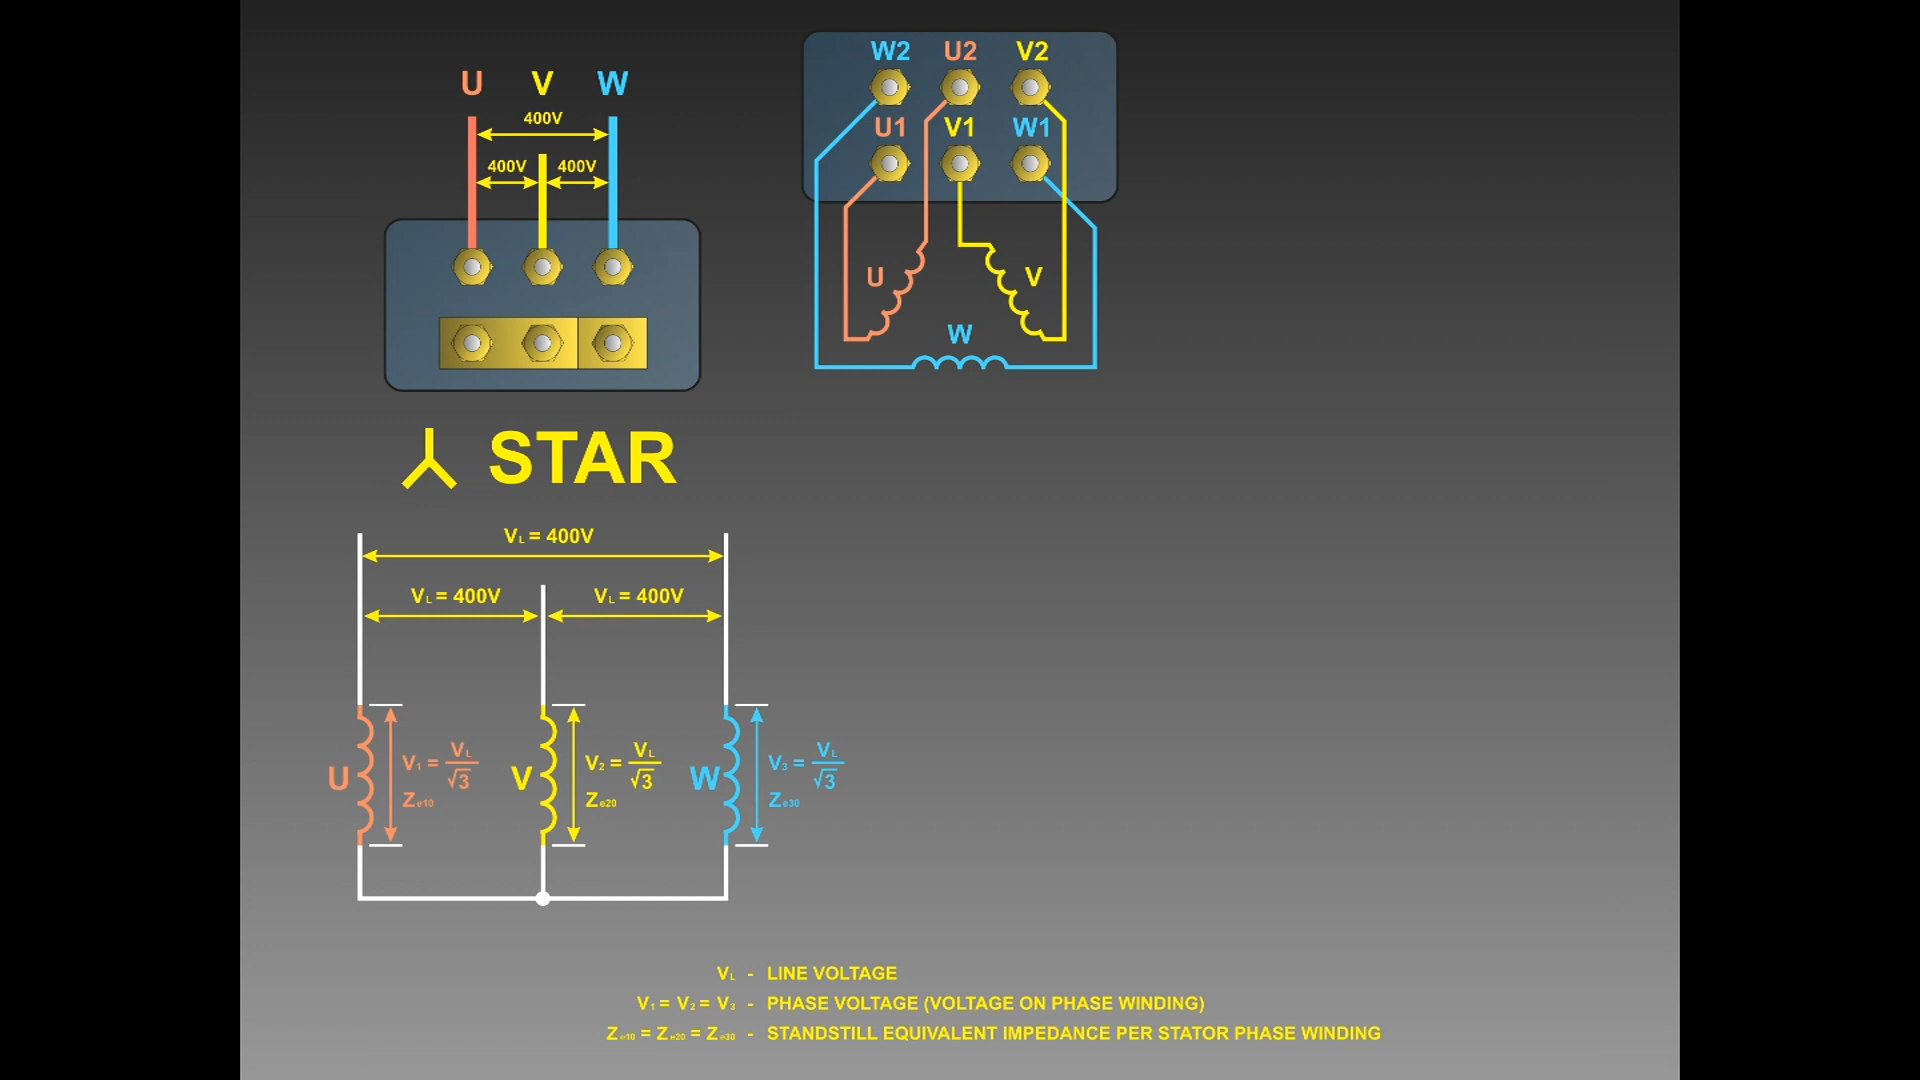 W2 U2 V2
U V W
400V
U1 V1 W1
400V 400V
U V
W
STAR
VL = 400V
VL = 400V VL = 400V
U V1 = VL / √3 Ze10
V V2 = VL / √3 Ze20
W V3 = VL / √3 Ze30
VL - LINE VOLTAGE
V1 = V2 = V3 - PHASE VOLTAGE (VOLTAGE ON PHASE WINDING)
Ze10 = Ze20 = Ze30 - STANDSTILL EQUIVALENT IMPEDANCE PER STATOR PHASE WINDING